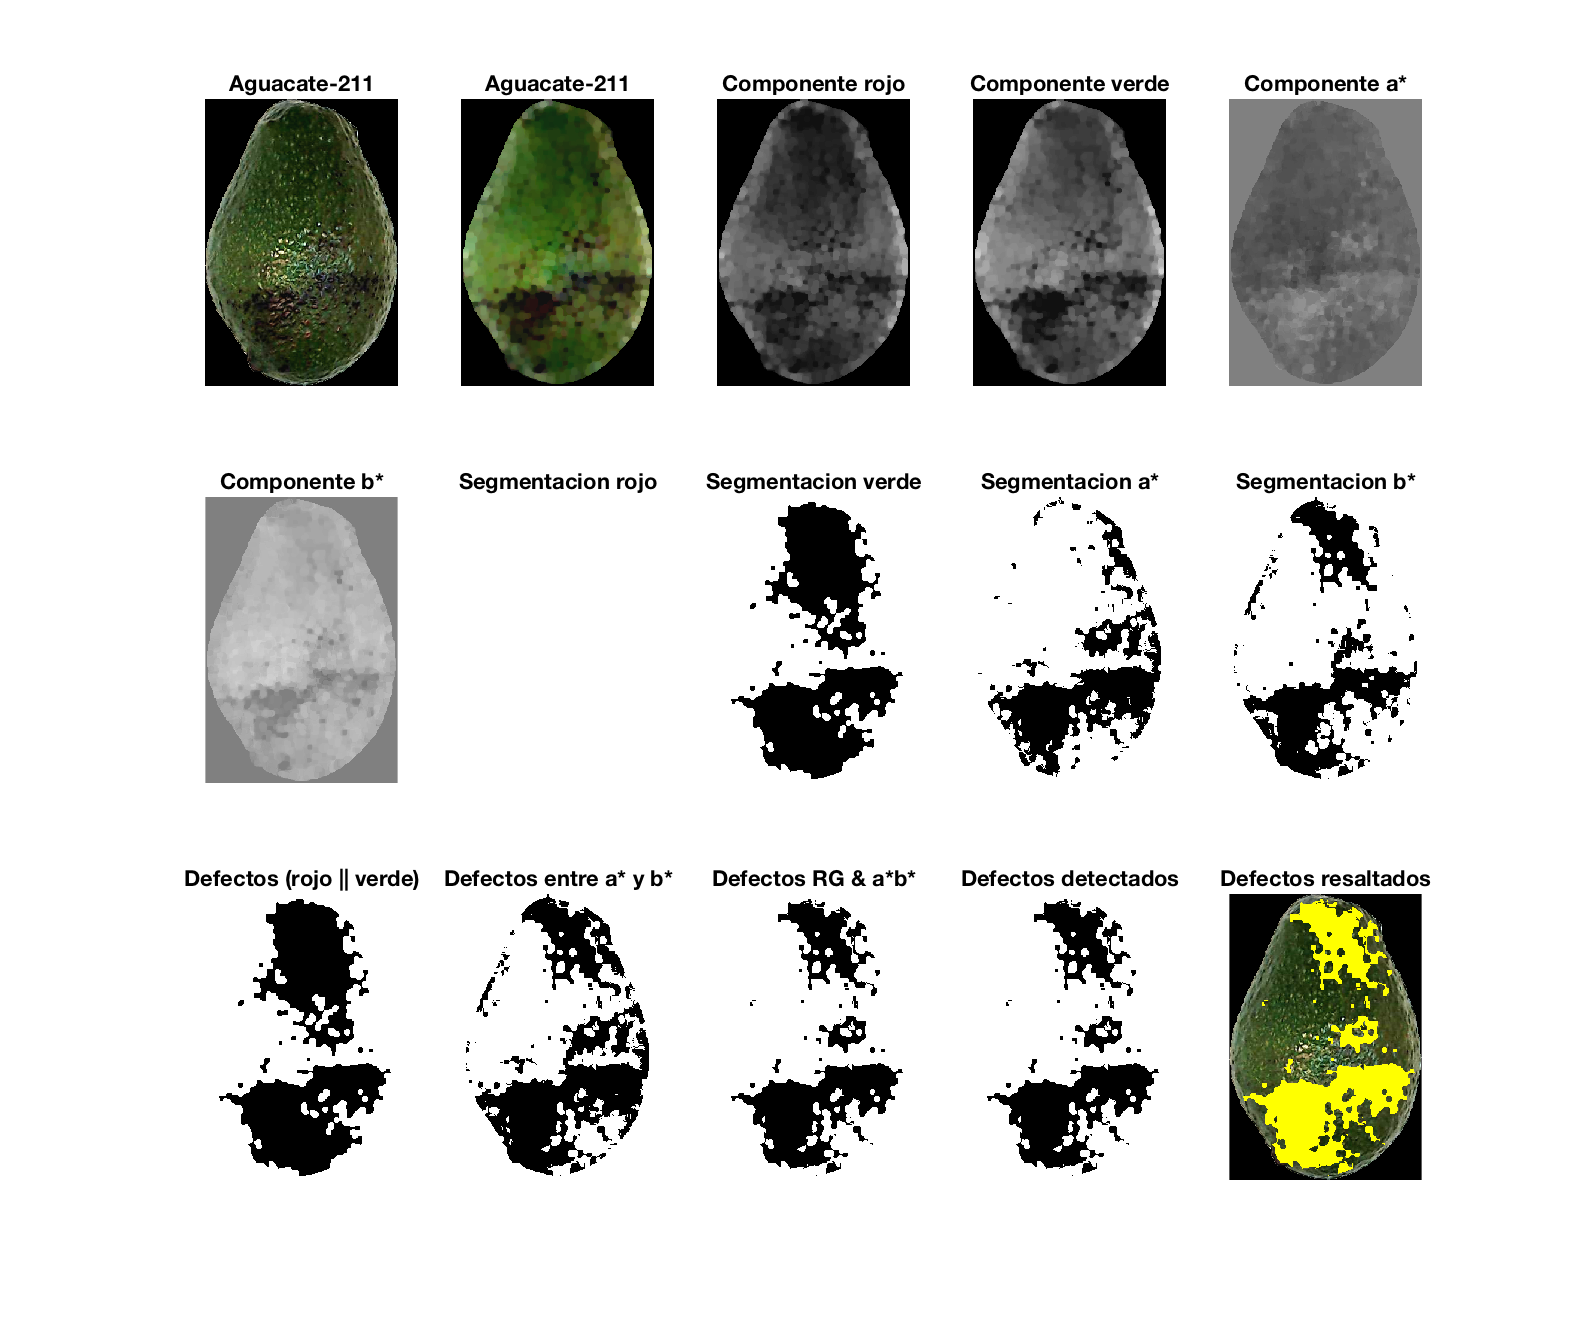 Aguacate-211
Aguacate-211
Componente rojo
Componente verde
Componente a*
Componente b*
Segmentacion rojo
Segmentacion verde
Segmentacion a*
Segmentacion b*
Defectos (rojo || verde)
Defectos entre a* y b*
Defectos RG & a*b*
Defectos detectados
Defectos resaltados